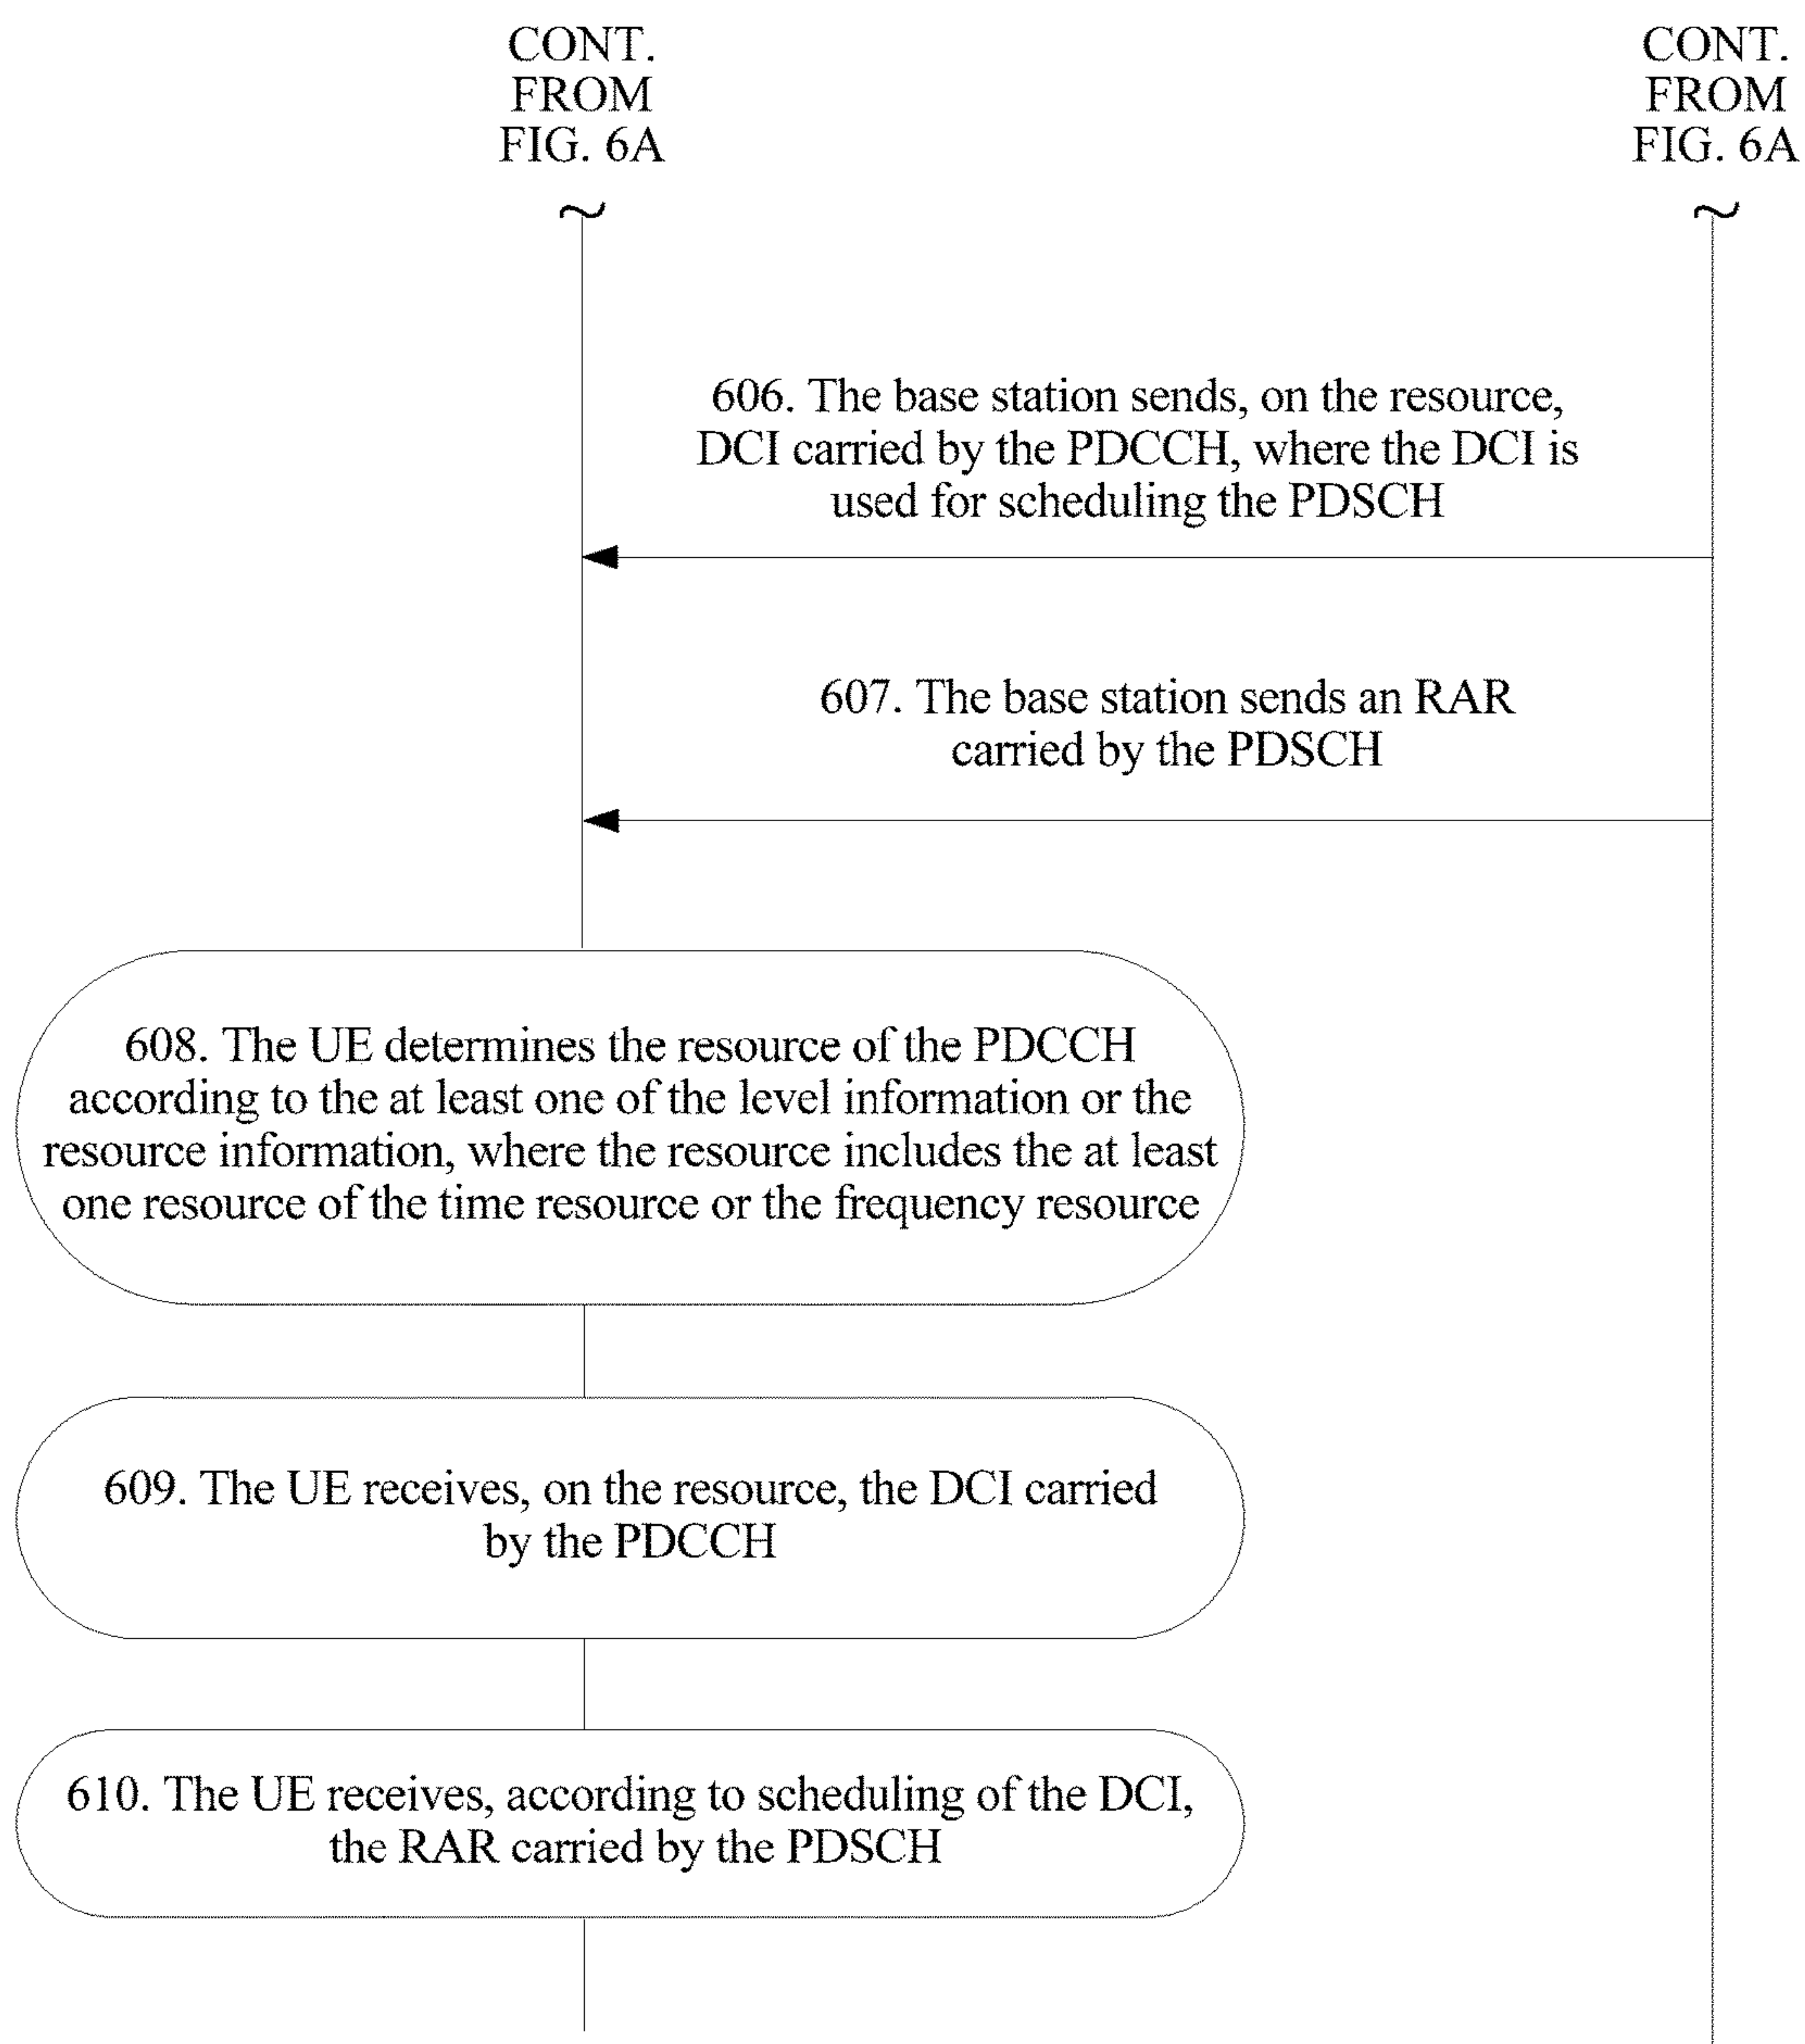 CONT.
FROM
FIG. 6A
CONT.
FROM
FIG. 6A
606. The base station sends, on the resource,
DCI carried by the PDCCH, where the DCI is
used for scheduling the PDSCH
607. The base station sends an RAR
carried by the PDSCH
608. The UE determines the resource of the PDCCH
according to the at least one of the level information or the
resource information, where the resource includes the at least
one resource of the time resource or the frequency resource
609. The UE receives, on the resource, the DCI carried
by the PDCCH
610. The UE receives, according to scheduling of the DCI,
the RAR carried by the PDSCH